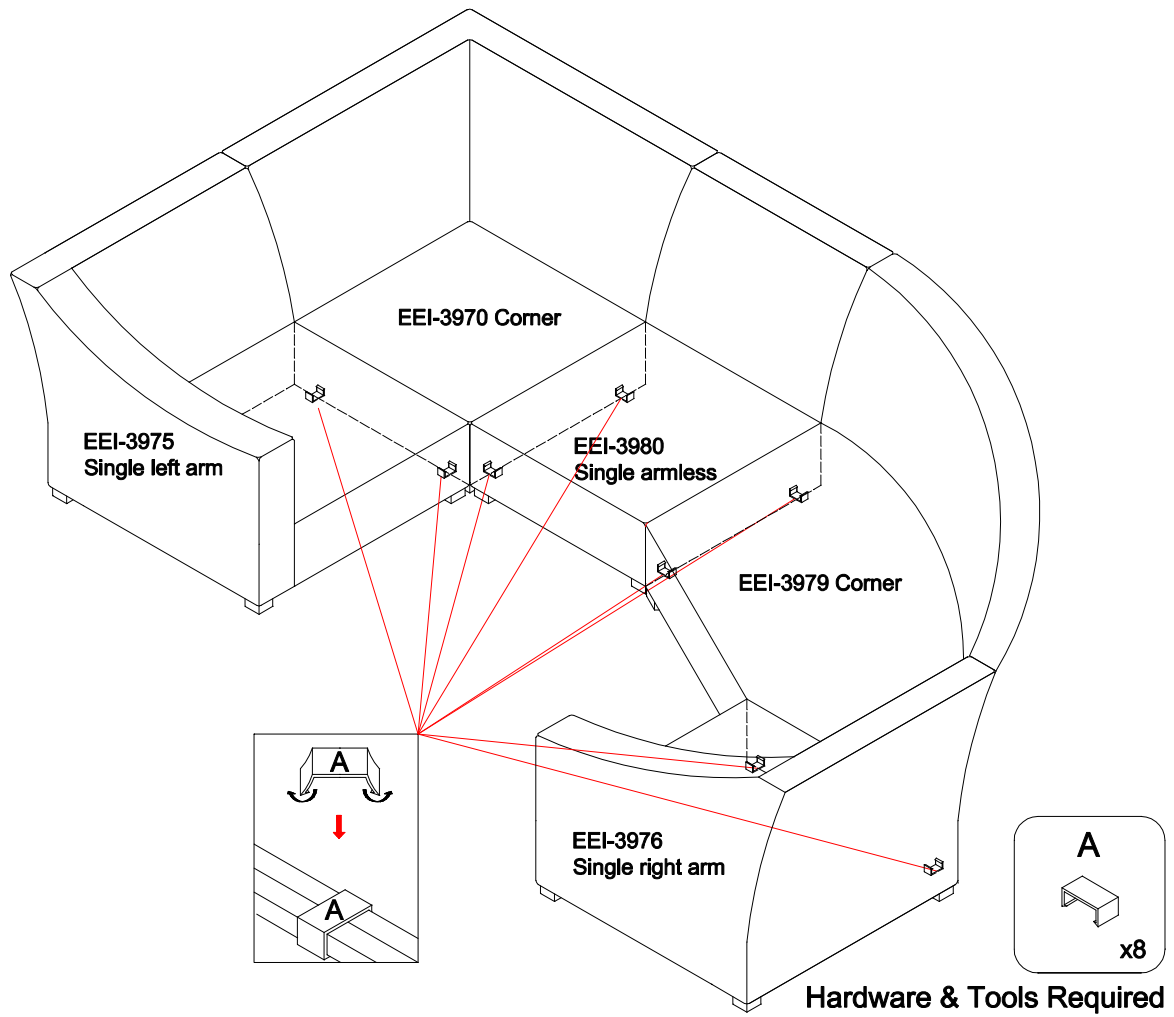 EEI-3970 Corner
EEI-3975
Single left arm
EEI-3980
Single armless
EEI-3979 Corner
A
A
EEI-3976
Single right arm
A
x8
Hardware & Tools Required